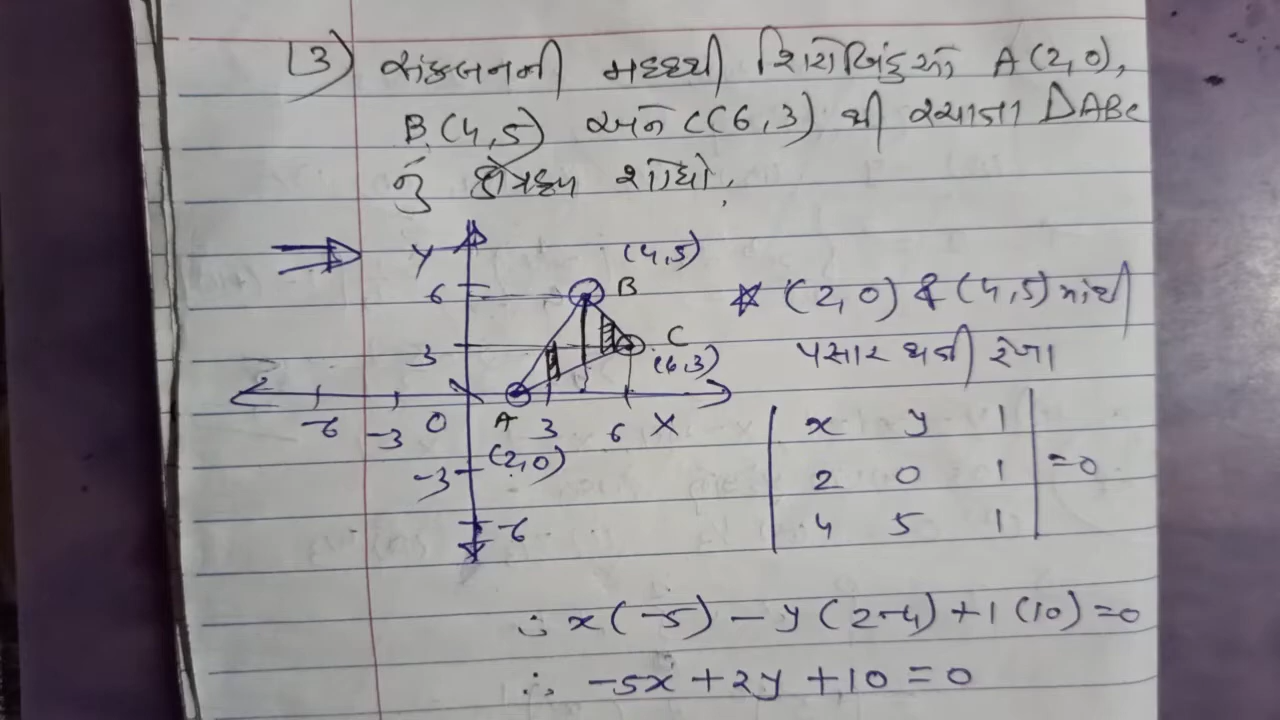 (3) સંકલનની મદદથી શિરોબિંદુઓ A(2,0),
B(4,5) અને C(6,3) થી રચાતા ΔABC
નું ક્ષેત્રફળ શોધો.
Y
(4,5)
6
B
3
C
(6,3)
-6
-3
0
A
3
6
X
(2,0)
-3
-6
* (2,0) & (4,5) માંથી
પસાર થતી રેખા
| x y 1 |
| 2 0 1 | =0
| 4 5 1 |
∴ x(-5) - y(2-4) + 1(10) = 0
∴ -5x + 2y + 10 = 0